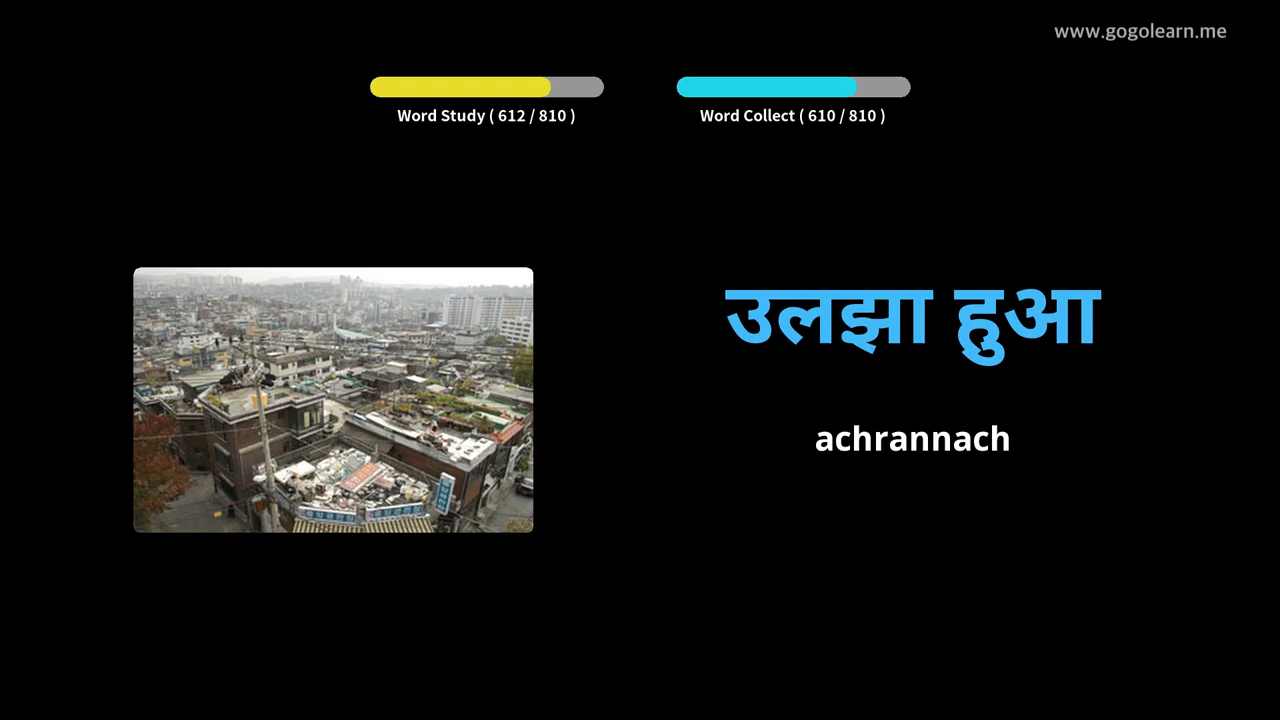 www.gogolearn.me
Word Study ( 612 / 810 )
Word Collect ( 610 / 810 )
उलझा हुआ
achrannach